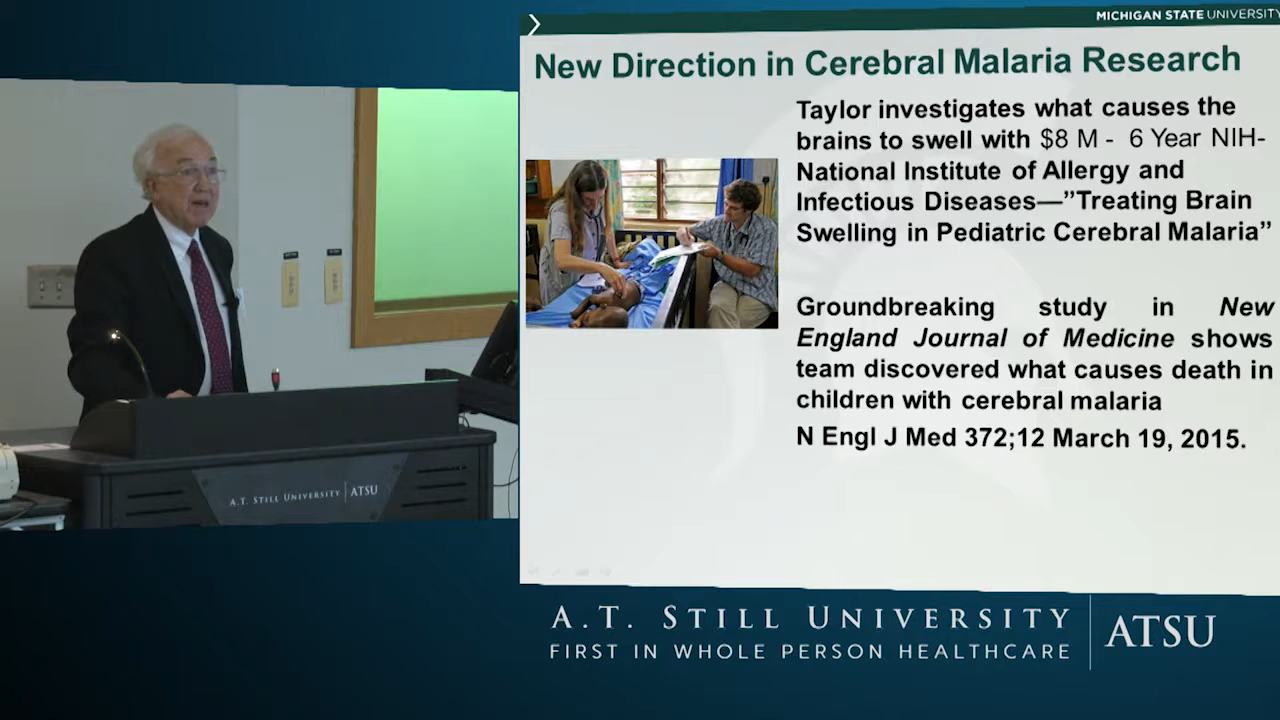 MICHIGAN STATE UNIVERSITY
New Direction in Cerebral Malaria Research
Taylor investigates what causes the
brains to swell with $8 M - 6 Year NIH-
National Institute of Allergy and
Infectious Diseases—”Treating Brain
Swelling in Pediatric Cerebral Malaria”
Groundbreaking study in New
England Journal of Medicine shows
team discovered what causes death in
children with cerebral malaria
N Engl J Med 372;12 March 19, 2015.
A.T. STILL UNIVERSITY ATSU
A.T. STILL UNIVERSITY
FIRST IN WHOLE PERSON HEALTHCARE
ATSU